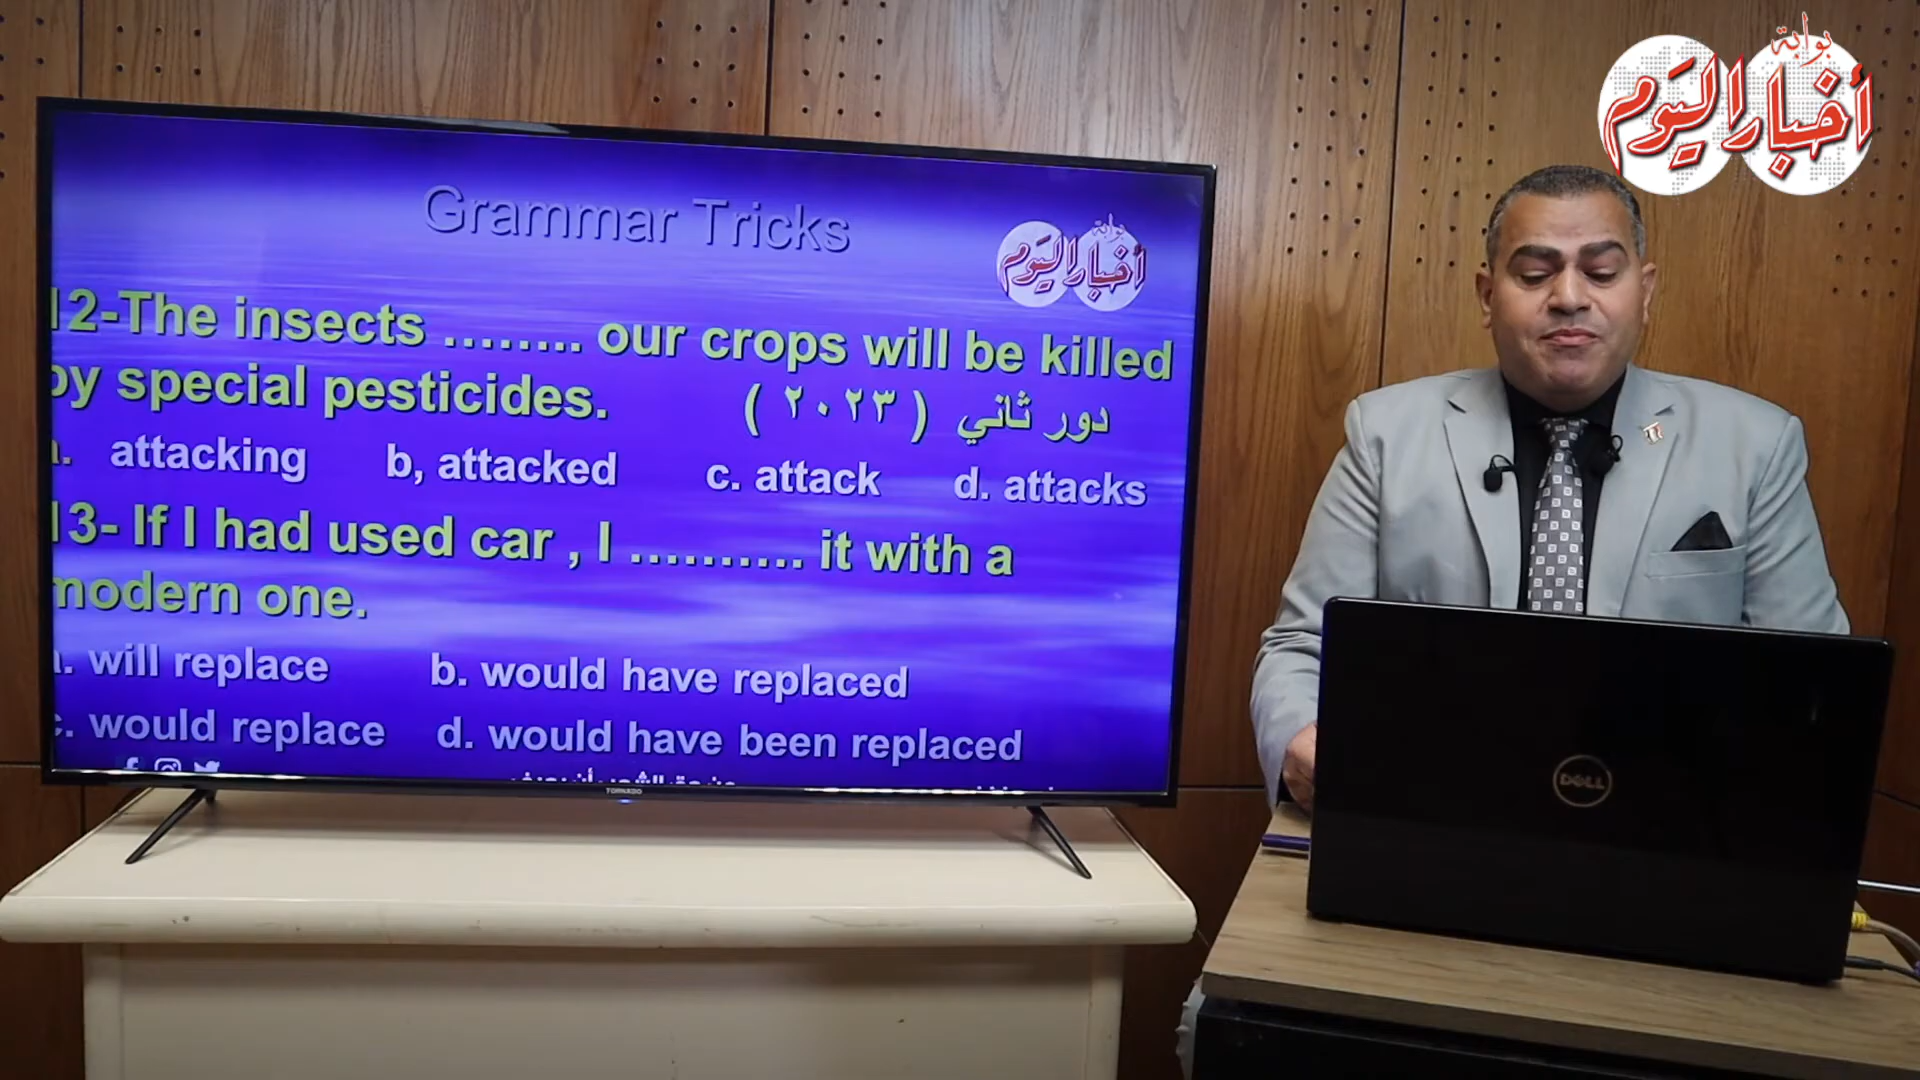 بوابة
أخبار اليوم
Grammar Tricks
بوابة
أخبار اليوم
12-The insects ........ our crops will be killed
by special pesticides. دور ثاني ( ٢٠٢٣ )
a. attacking b, attacked c. attack d. attacks
13- If I had used car , I .......... it with a
modern one.
a. will replace b. would have replaced
c. would replace d. would have been replaced
TORNADO
DELL